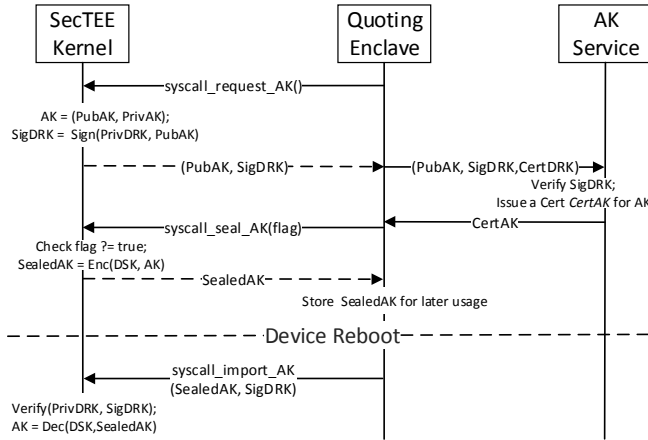 SecTEE
Kernel
Quoting
Enclave
AK
Service
syscall_request_AK()
AK = (PubAK, PrivAK);
SigDRK = Sign(PrivDRK, PubAK)
(PubAK, SigDRK)
(PubAK, SigDRK,CertDRK)
Verify SigDRK;
Issue a Cert CertAK for AK
CertAK
syscall_seal_AK(flag)
Check flag ?= true;
SealedAK = Enc(DSK, AK)
SealedAK
Store SealedAK for later usage
Device Reboot
syscall_import_AK
(SealedAK, SigDRK)
Verify(PrivDRK, SigDRK);
AK = Dec(DSK,SealedAK)